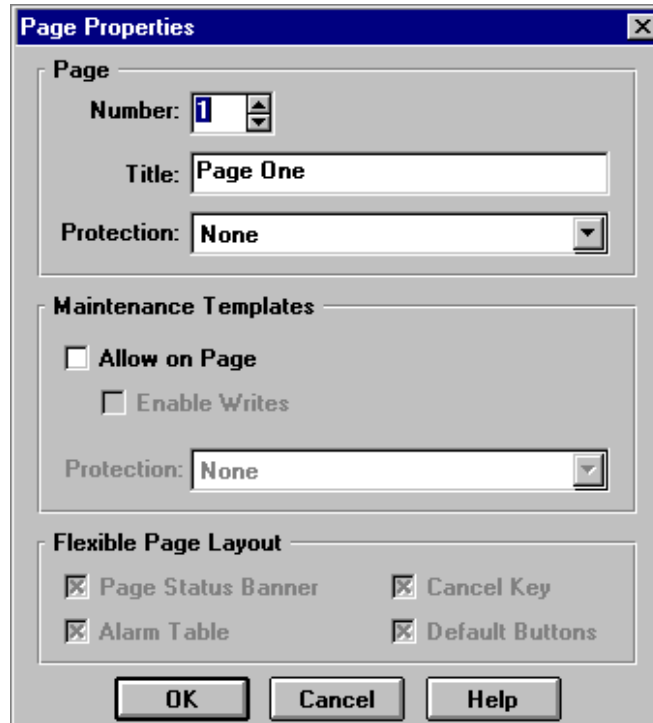 Page Properties
Page
Number: 1
Title: Page One
Protection: None
Maintenance Templates
Allow on Page
Enable Writes
Protection: None
Flexible Page Layout
Page Status Banner Cancel Key
Alarm Table Default Buttons
OK Cancel Help